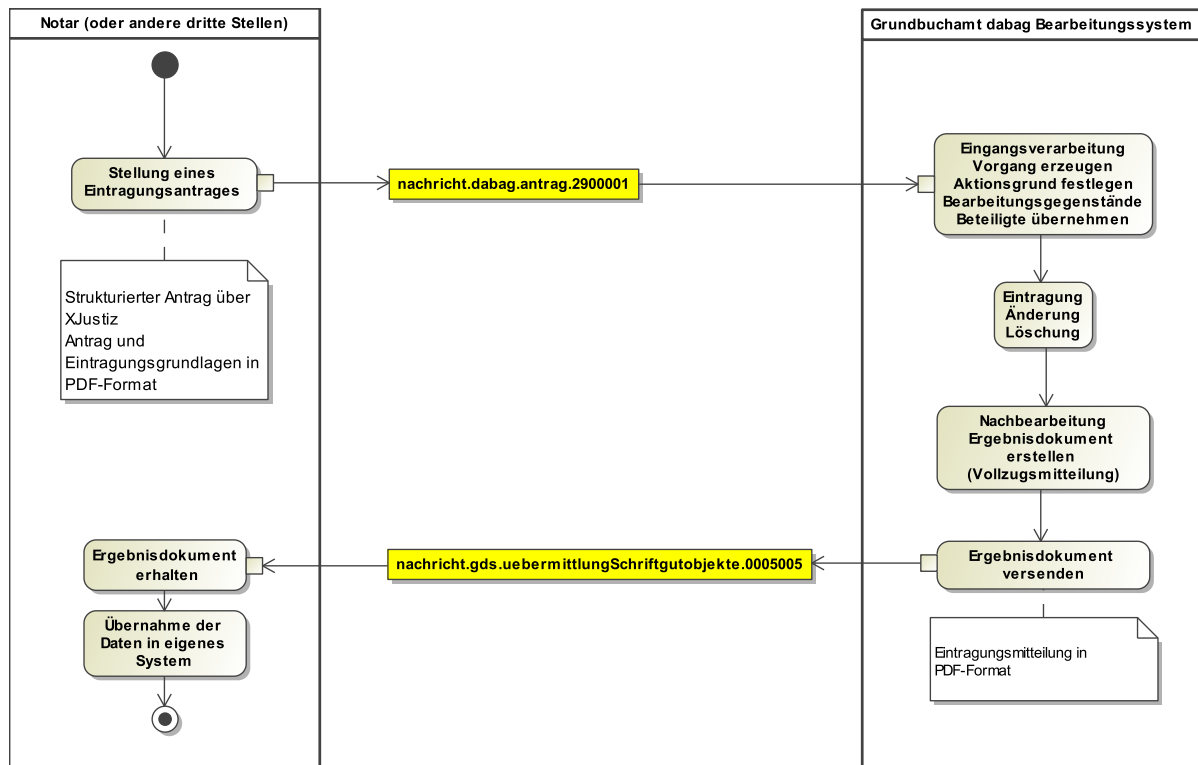 Notar (oder andere dritte Stellen)
Grundbuchamt dabag Bearbeitungssystem
Stellung eines
Eintragungsantrages
nachricht.dabag.antrag.2900001
Eingangsverarbeitung
Vorgang erzeugen
Aktionsgrund festlegen
Bearbeitungsgegenstände
Beteiligte übernehmen
Strukturierter Antrag über
XJustiz
Antrag und
Eintragungsgrundlagen in
PDF-Format
Eintragung
Änderung
Löschung
Nachbearbeitung
Ergebnisdokument
erstellen
(Vollzugsmitteilung)
Ergebnisdokument
versenden
nachricht.gds.uebermittlungSchriftgutobjekte.0005005
Ergebnisdokument
erhalten
Übernahme der
Daten in eigenes
System
Eintragungsmitteilung in
PDF-Format